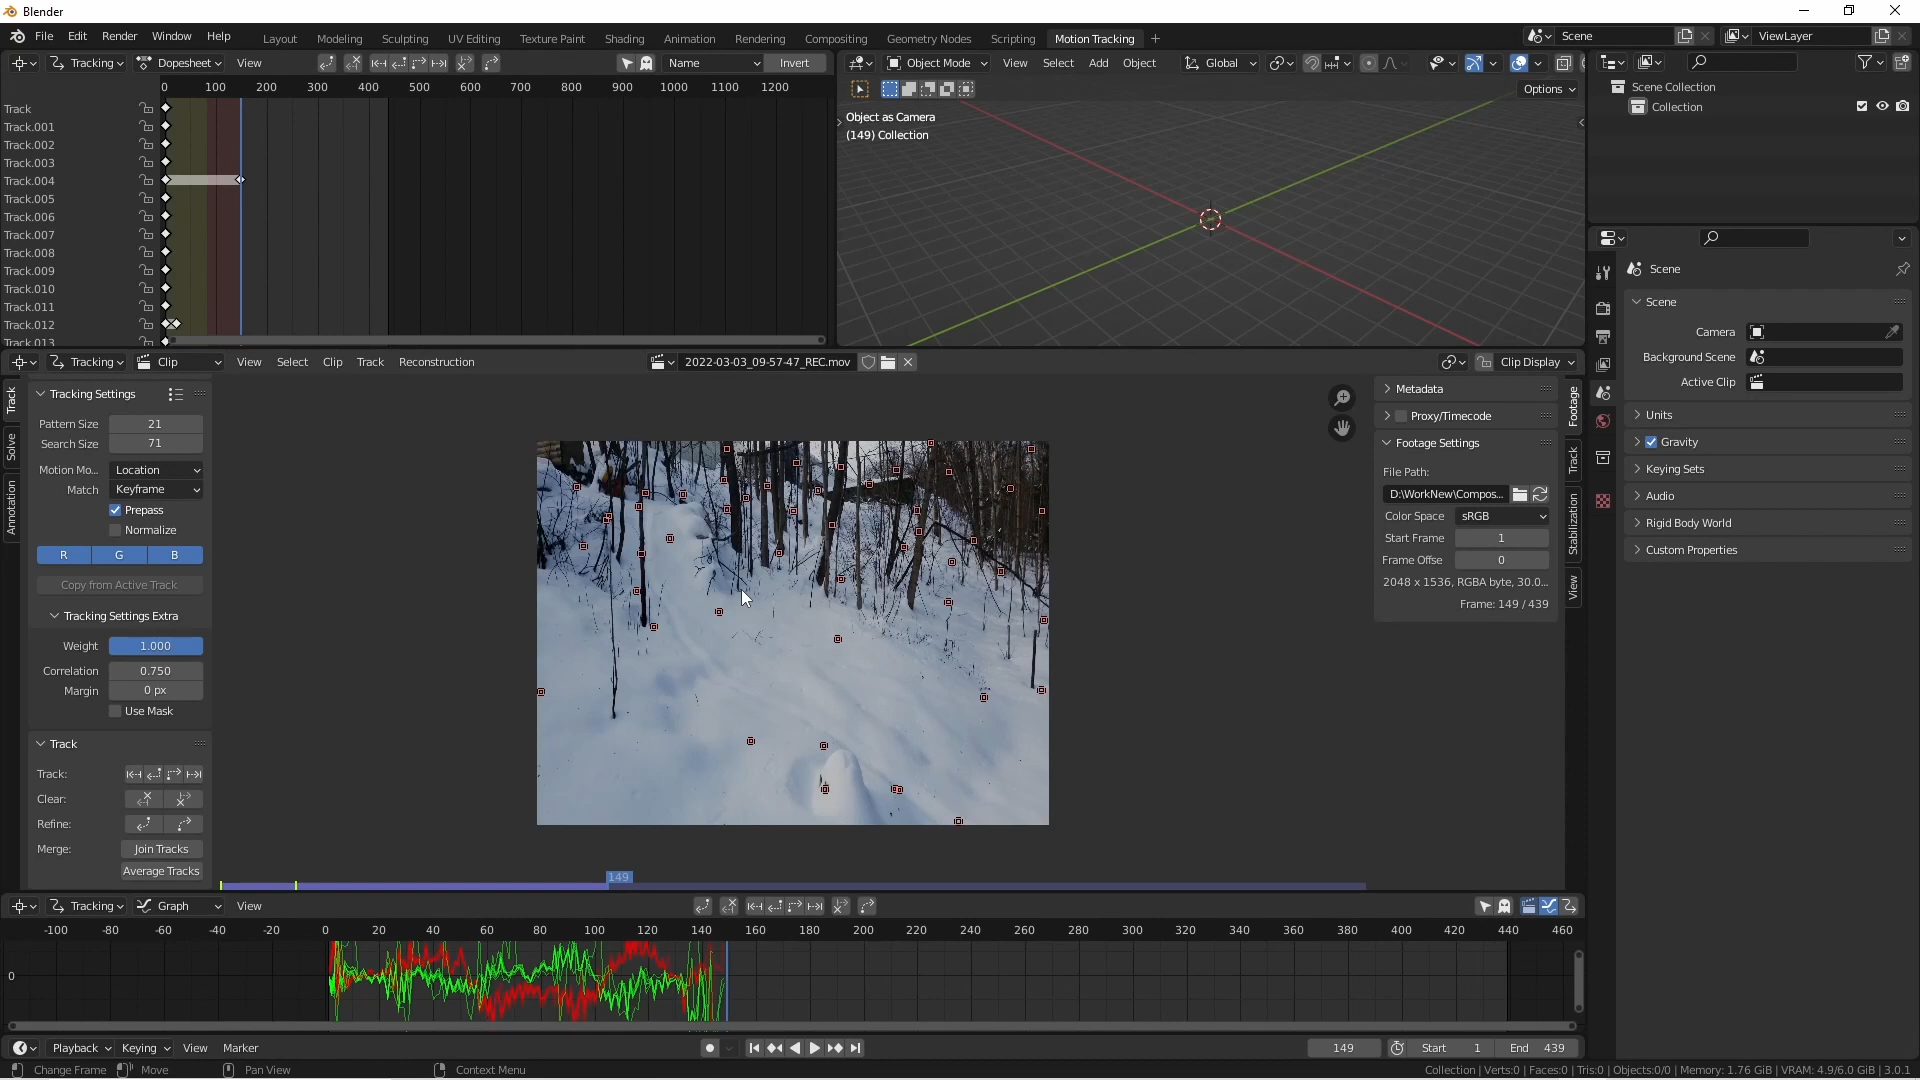 Blender
File Edit Render Window Help
Layout Modeling Sculpting UV Editing Texture Paint Shading Animation Rendering Compositing Geometry Nodes Scripting Motion Tracking +
Scene
ViewLayer
Tracking Dopesheet View
Name Invert
Object Mode View Select Add Object Global
0 100 200 300 400 500 600 700 800 900 1000 1100 1200
Options
Scene Collection
Collection
Track
Track.001
Track.002
Track.003
Track.004
Track.005
Track.006
Track.007
Track.008
Track.009
Track.010
Track.011
Track.012
Track.013
Object as Camera
(149) Collection
Scene
Scene
Camera
Background Scene
Active Clip
Units
Gravity
Keying Sets
Audio
Rigid Body World
Custom Properties
Tracking Clip View Select Clip Track Reconstruction
2022-03-03_09-57-47_REC.mov
Clip Display
Track
Solve
Annotation
Tracking Settings
Pattern Size 21
Search Size 71
Motion Mo... Location
Match Keyframe
Prepass
Normalize
R G B
Copy from Active Track
Tracking Settings Extra
Weight 1.000
Correlation 0.750
Margin 0 px
Use Mask
Track
Track:
Clear:
Refine:
Merge: Join Tracks
Average Tracks
Metadata
Proxy/Timecode
Footage Settings
File Path:
D:\WorkNew\Compos...
Color Space sRGB
Start Frame 1
Frame Offse 0
2048 x 1536, RGBA byte, 30.0...
Frame: 149 / 439
Footage
Track
Stabilization
View
149
Tracking Graph View
-100 -80 -60 -40 -20 0 20 40 60 80 100 120 140 160 180 200 220 240 260 280 300 320 340 360 380 400 420 440 460
0
Playback Keying View Marker
149 Start 1 End 439
Change Frame Move Pan View Context Menu
Collection | Verts:0 | Faces:0 | Tris:0 | Objects:0/0 | Memory: 1.76 GiB | VRAM: 4.9/6.0 GiB | 3.0.1